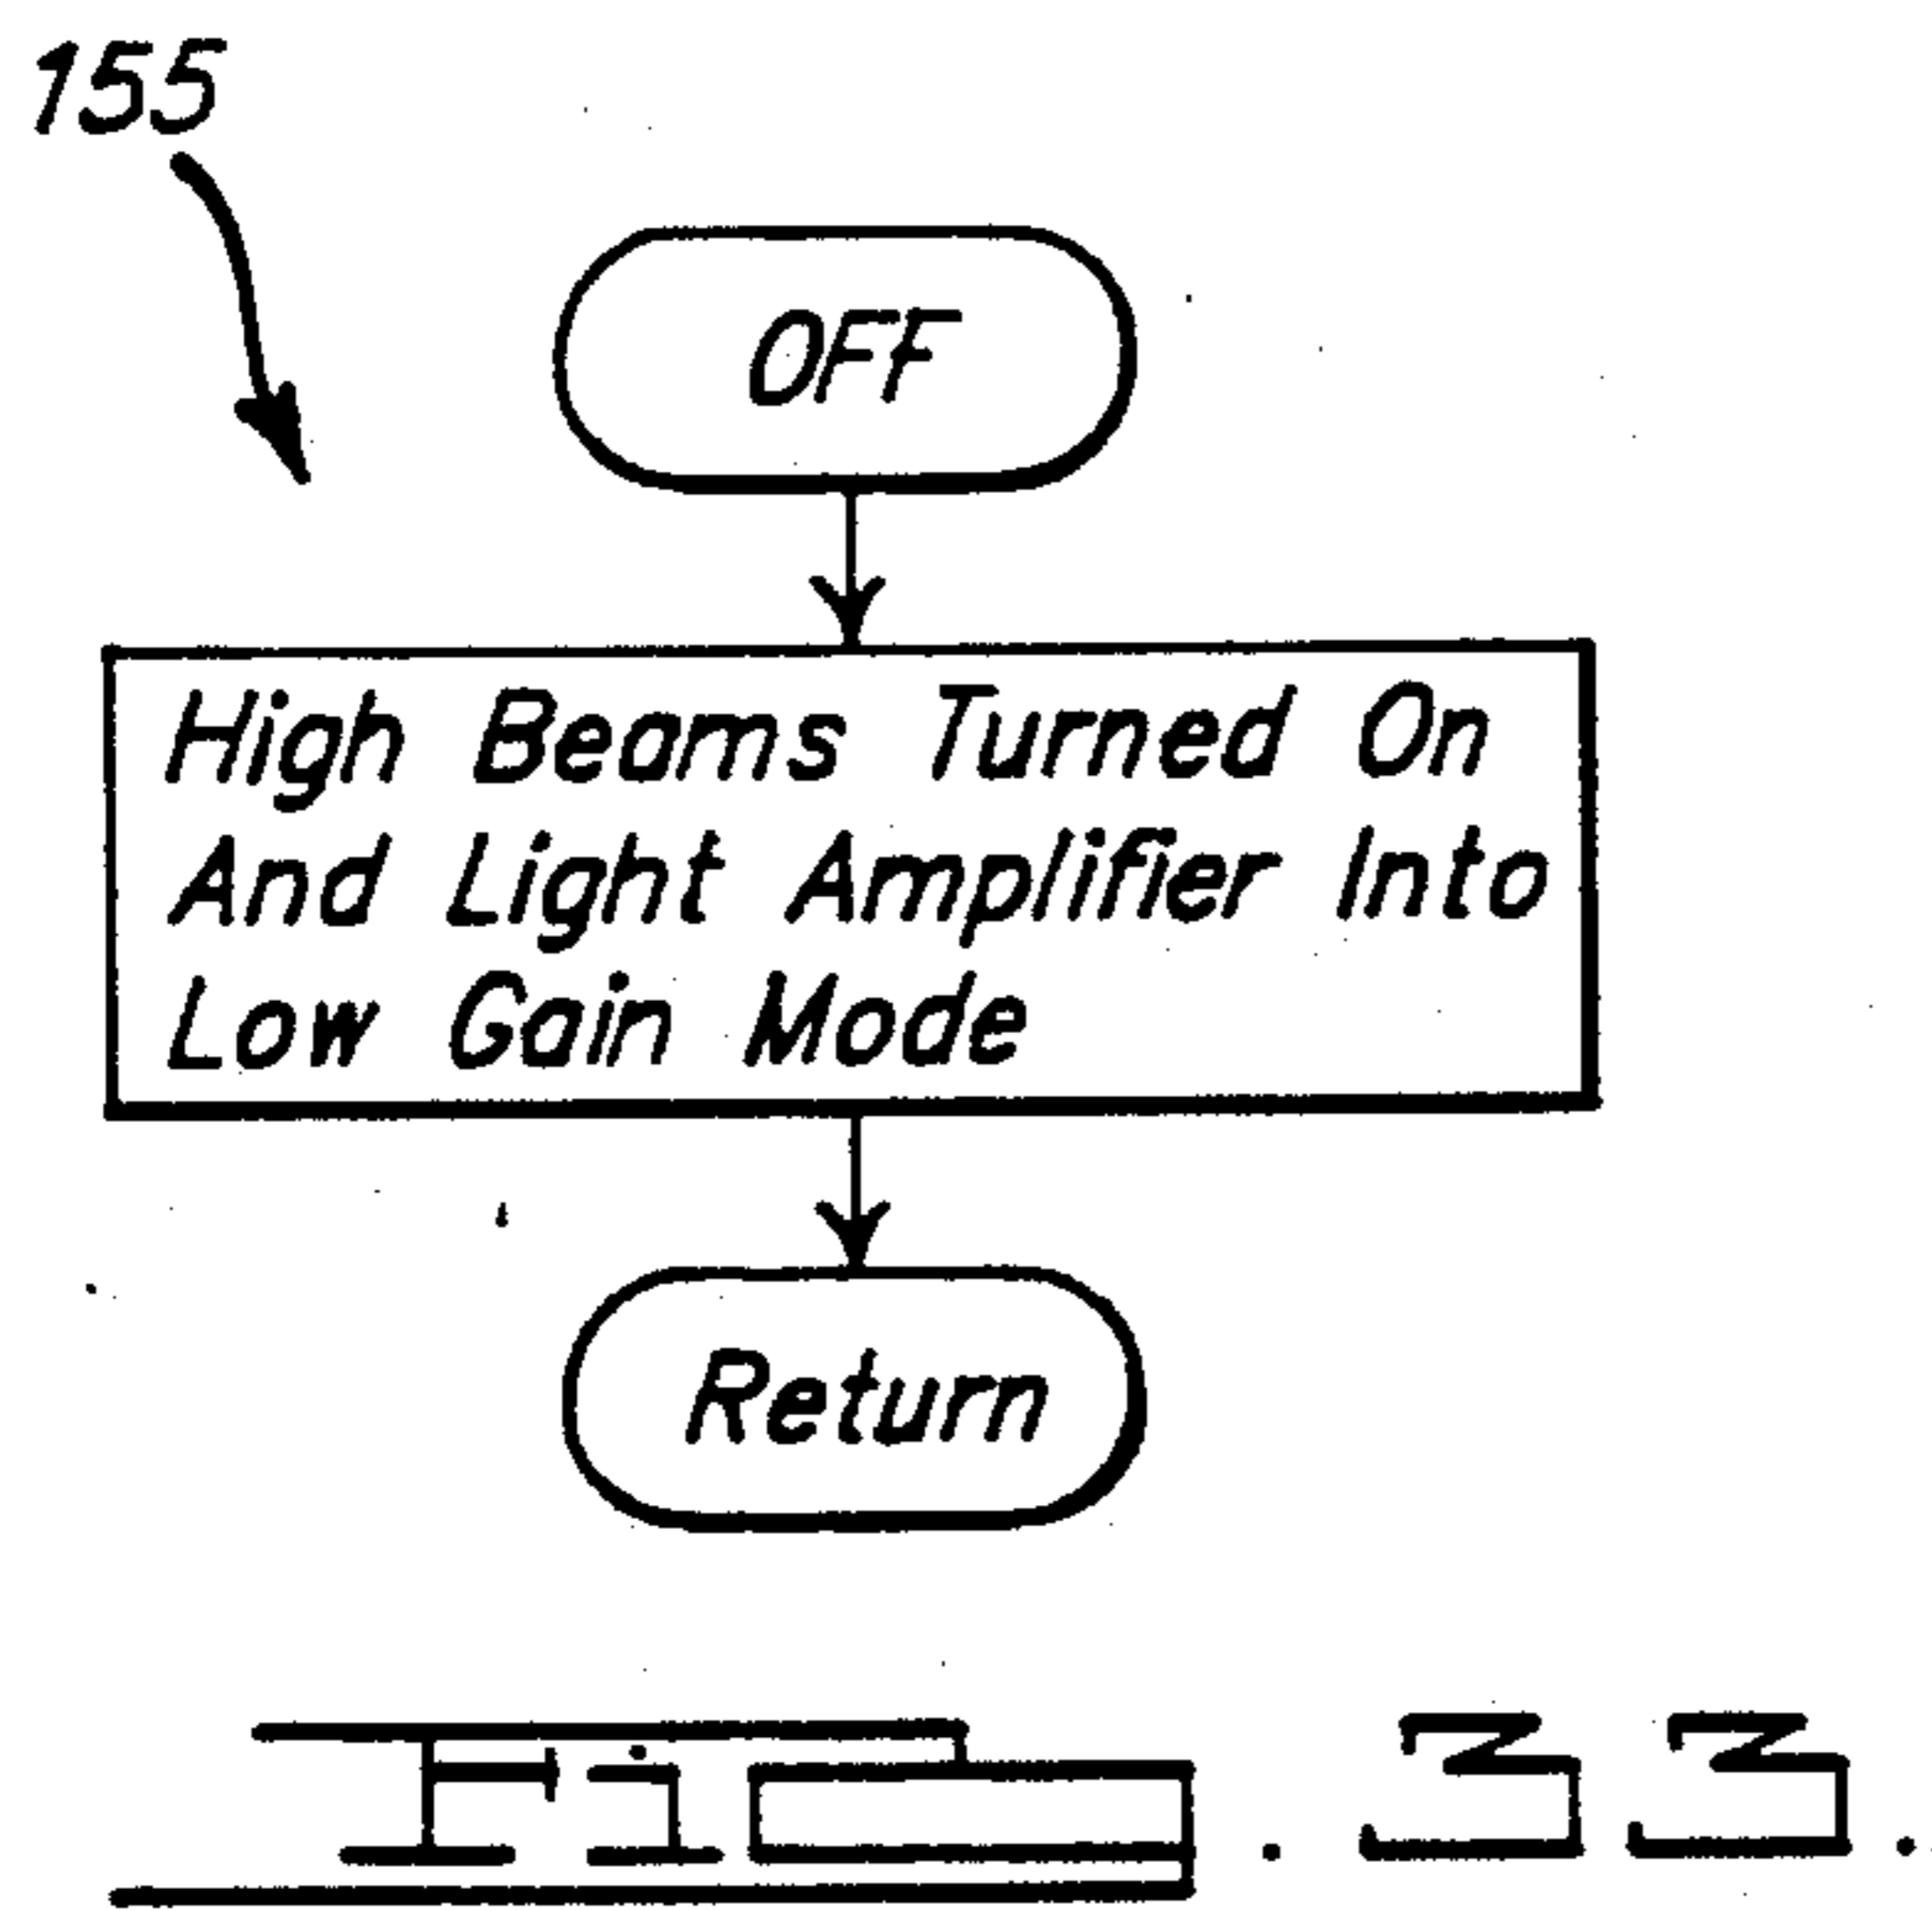 155
OFF
High Beams Turned On
And Light Amplifier Into
Low Gain Mode
Return
Fig. 33.